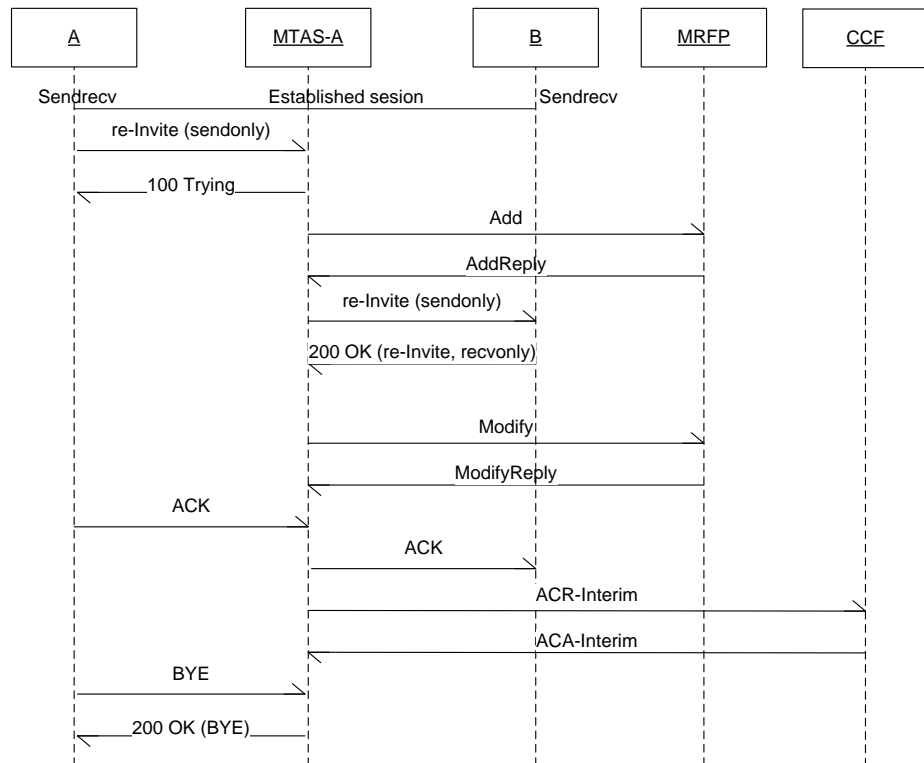 A
MTAS-A
B
MRFP
CCF
Sendrecv
Established sesion
Sendrecv
re-Invite (sendonly)
100 Trying
Add
AddReply
re-Invite (sendonly)
200 OK (re-Invite, recvonly)
Modify
ModifyReply
ACK
ACK
ACR-Interim
ACA-Interim
BYE
200 OK (BYE)